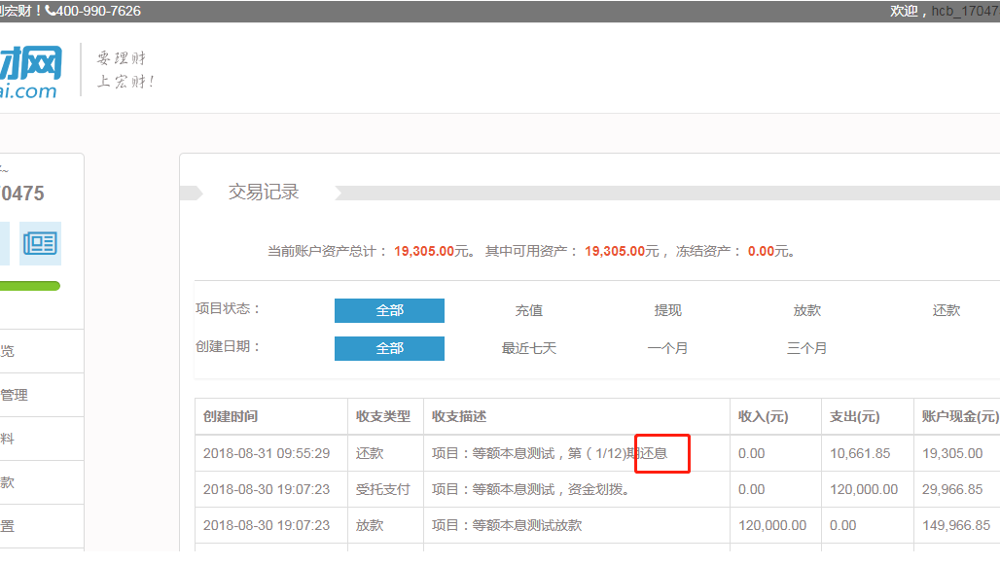 宏财！400-990-7626
欢迎，hcb_17047
财网
ai.com
要理财
上宏财！
0475
交易记录
当前账户资产总计： 19,305.00元。 其中可用资产： 19,305.00元 ，冻结资产： 0.00元。
项目状态： 全部 充值 提现 放款 还款
创建日期： 全部 最近七天 一个月 三个月
览
管理
料
款
置
创建时间 收支类型 收支描述 收入(元) 支出(元) 账户现金(元)
2018-08-31 09:55:29 还款 项目：等额本息测试，第（1/12)期还息 0.00 10,661.85 19,305.00
2018-08-30 19:07:23 受托支付 项目：等额本息测试，资金划拨。 0.00 120,000.00 29,966.85
2018-08-30 19:07:23 放款 项目：等额本息测试放款 120,000.00 0.00 149,966.85